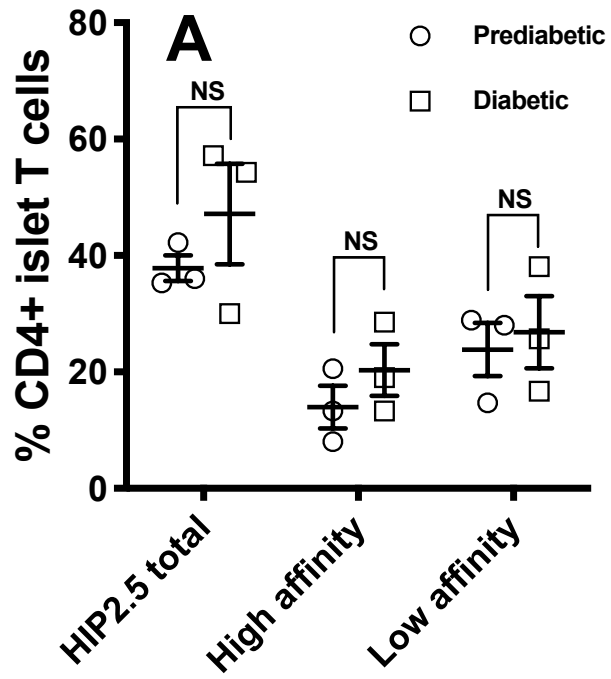 A
Prediabetic
Diabetic
% CD4+ islet T cells
80
60
40
20
0
NS
NS
NS
HIP2.5 total
High affinity
Low affinity